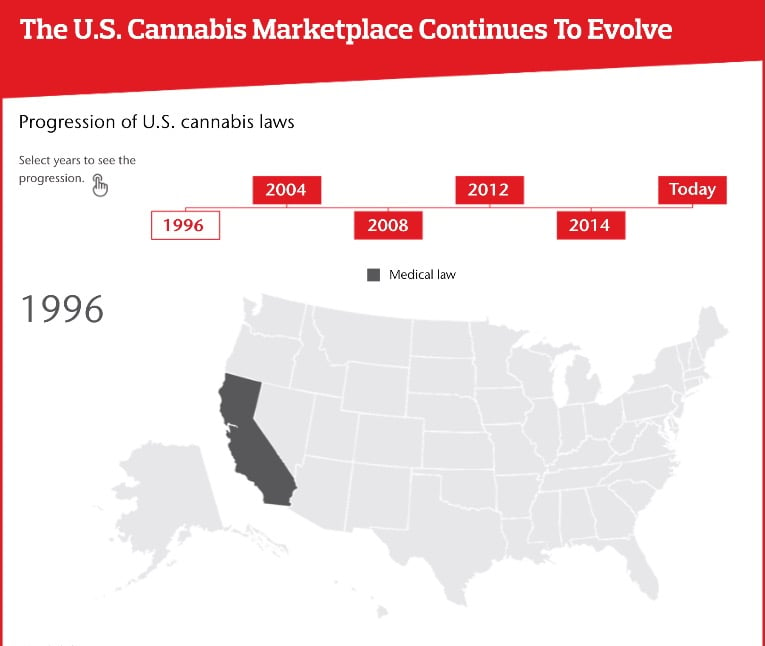 The U.S. Cannabis Marketplace Continues To Evolve
Progression of U.S. cannabis laws
Select years to see the
progression.
2004
2012
Today
1996
2008
2014
Medical law
1996